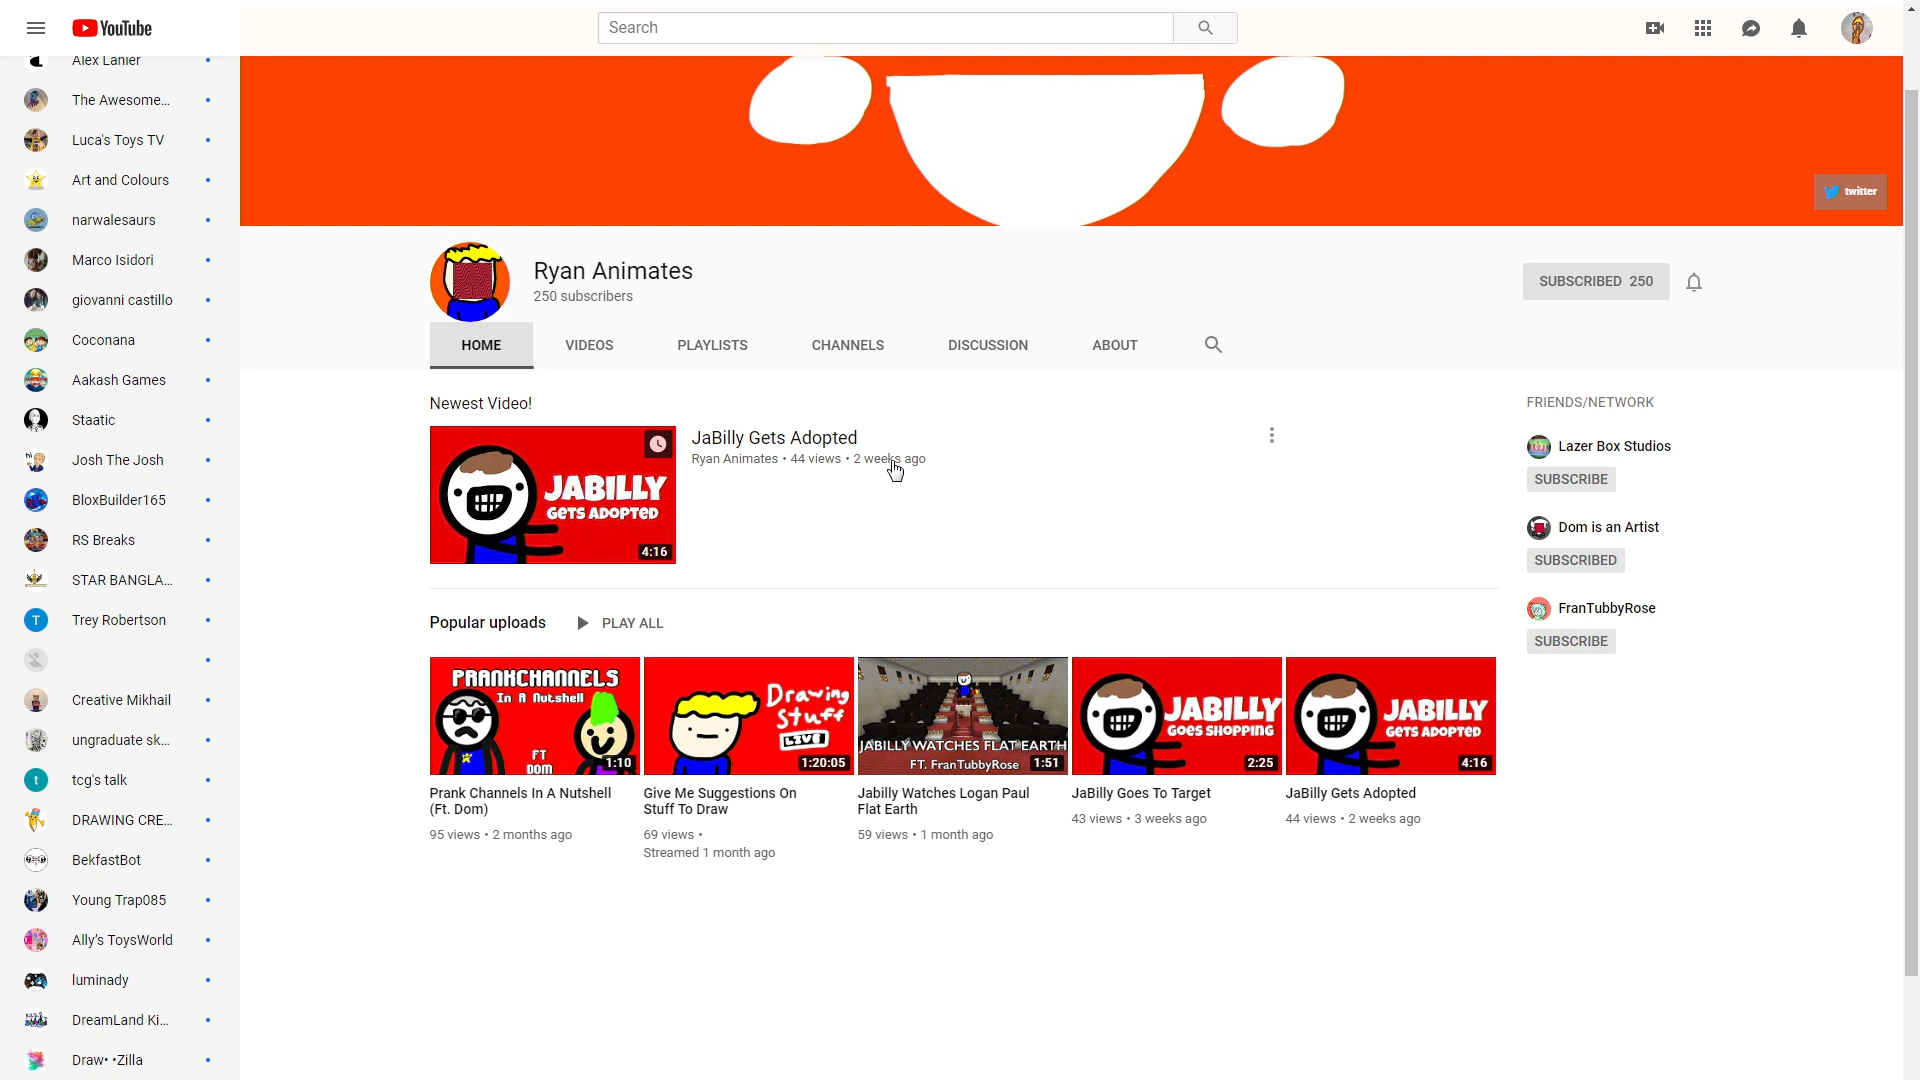 YouTube
Search
Alex Lanier
The Awesome...
Luca's Toys TV
Art and Colours
narwalesaurs
Marco Isidori
giovanni castillo
Coconana
Aakash Games
Staatic
Josh The Josh
BloxBuilder165
RS Breaks
STAR BANGLA...
Trey Robertson
Creative Mikhail
ungraduate sk...
tcg's talk
DRAWING CRE...
BekfastBot
Young Trap085
Ally's ToysWorld
luminady
DreamLand Ki...
Draw• •Zilla
twitter
Ryan Animates
250 subscribers
SUBSCRIBED 250
HOME VIDEOS PLAYLISTS CHANNELS DISCUSSION ABOUT
Newest Video!
JABILLY
GETS ADOPTED
4:16
JaBilly Gets Adopted
Ryan Animates • 44 views • 2 weeks ago
Popular uploads PLAY ALL
PRANKCHANNELS
In A Nutshell
FT
DOM
1:10
Prank Channels In A Nutshell
(Ft. Dom)
95 views • 2 months ago
Drawing
Stuff
LIVE
1:20:05
Give Me Suggestions On
Stuff To Draw
69 views •
Streamed 1 month ago
JABILLY WATCHES FLAT EARTH
FT. FranTubbyRose
1:51
Jabilly Watches Logan Paul
Flat Earth
59 views • 1 month ago
JABILLY
GOES SHOPPING
2:25
JaBilly Goes To Target
43 views • 3 weeks ago
JABILLY
GETS ADOPTED
4:16
JaBilly Gets Adopted
44 views • 2 weeks ago
FRIENDS/NETWORK
Lazer Box Studios
SUBSCRIBE
Dom is an Artist
SUBSCRIBED
FranTubbyRose
SUBSCRIBE